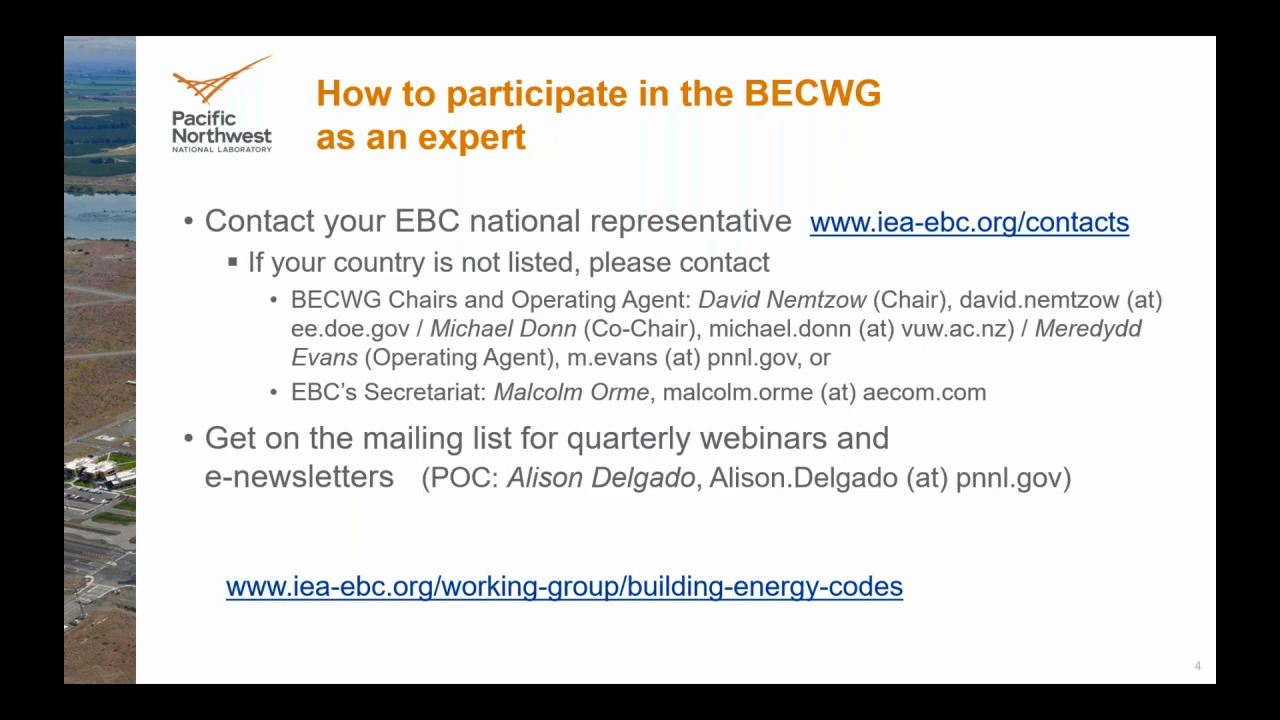 Pacific
Northwest
NATIONAL LABORATORY
How to participate in the BECWG
as an expert
• Contact your EBC national representative www.iea-ebc.org/contacts
▪ If your country is not listed, please contact
• BECWG Chairs and Operating Agent: David Nemtzow (Chair), david.nemtzow (at)
ee.doe.gov / Michael Donn (Co-Chair), michael.donn (at) vuw.ac.nz) / Meredydd
Evans (Operating Agent), m.evans (at) pnnl.gov, or
• EBC’s Secretariat: Malcolm Orme, malcolm.orme (at) aecom.com
• Get on the mailing list for quarterly webinars and
e-newsletters (POC: Alison Delgado, Alison.Delgado (at) pnnl.gov)
www.iea-ebc.org/working-group/building-energy-codes
4